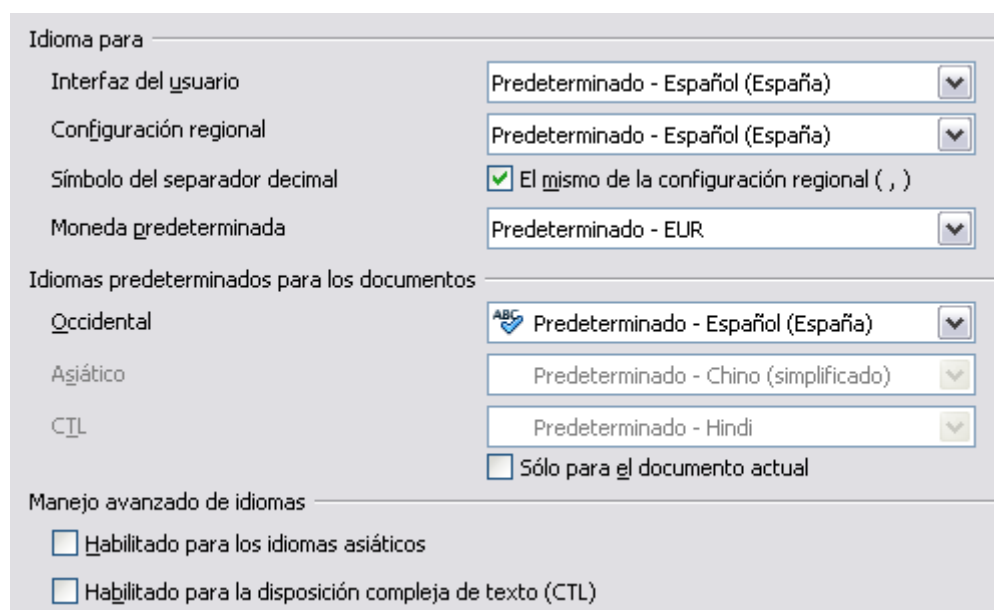 Idioma para
Interfaz del usuario Predeterminado - Español (España)
Configuración regional Predeterminado - Español (España)
Símbolo del separador decimal El mismo de la configuración regional ( , )
Moneda predeterminada Predeterminado - EUR
Idiomas predeterminados para los documentos
Occidental ABC Predeterminado - Español (España)
Asiático Predeterminado - Chino (simplificado)
CTL Predeterminado - Hindi
Sólo para el documento actual
Manejo avanzado de idiomas
Habilitado para los idiomas asiáticos
Habilitado para la disposición compleja de texto (CTL)